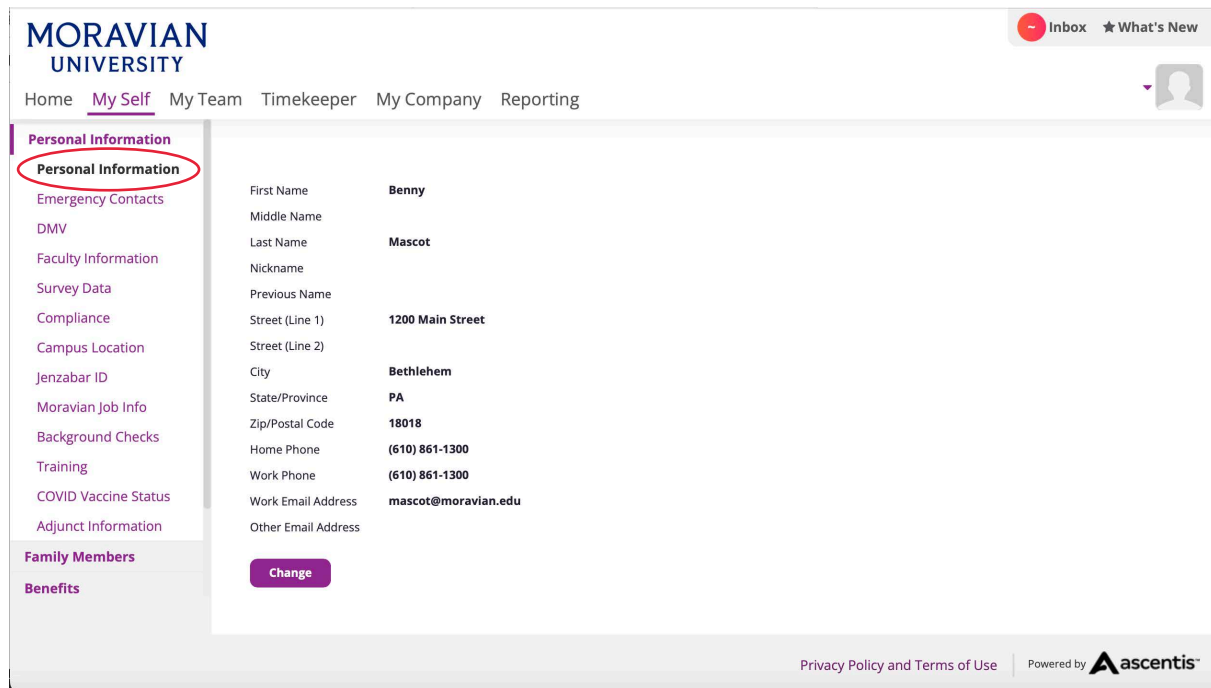 MORAVIAN
UNIVERSITY
~ Inbox ★ What's New
Home My Self My Team Timekeeper My Company Reporting
Personal Information
Personal Information
Emergency Contacts
DMV
Faculty Information
Survey Data
Compliance
Campus Location
Jenzabar ID
Moravian Job Info
Background Checks
Training
COVID Vaccine Status
Adjunct Information
Family Members
Benefits
First Name Benny
Middle Name
Last Name Mascot
Nickname
Previous Name
Street (Line 1) 1200 Main Street
Street (Line 2)
City Bethlehem
State/Province PA
Zip/Postal Code 18018
Home Phone (610) 861-1300
Work Phone (610) 861-1300
Work Email Address mascot@moravian.edu
Other Email Address
Change
Privacy Policy and Terms of Use Powered by ascentis™